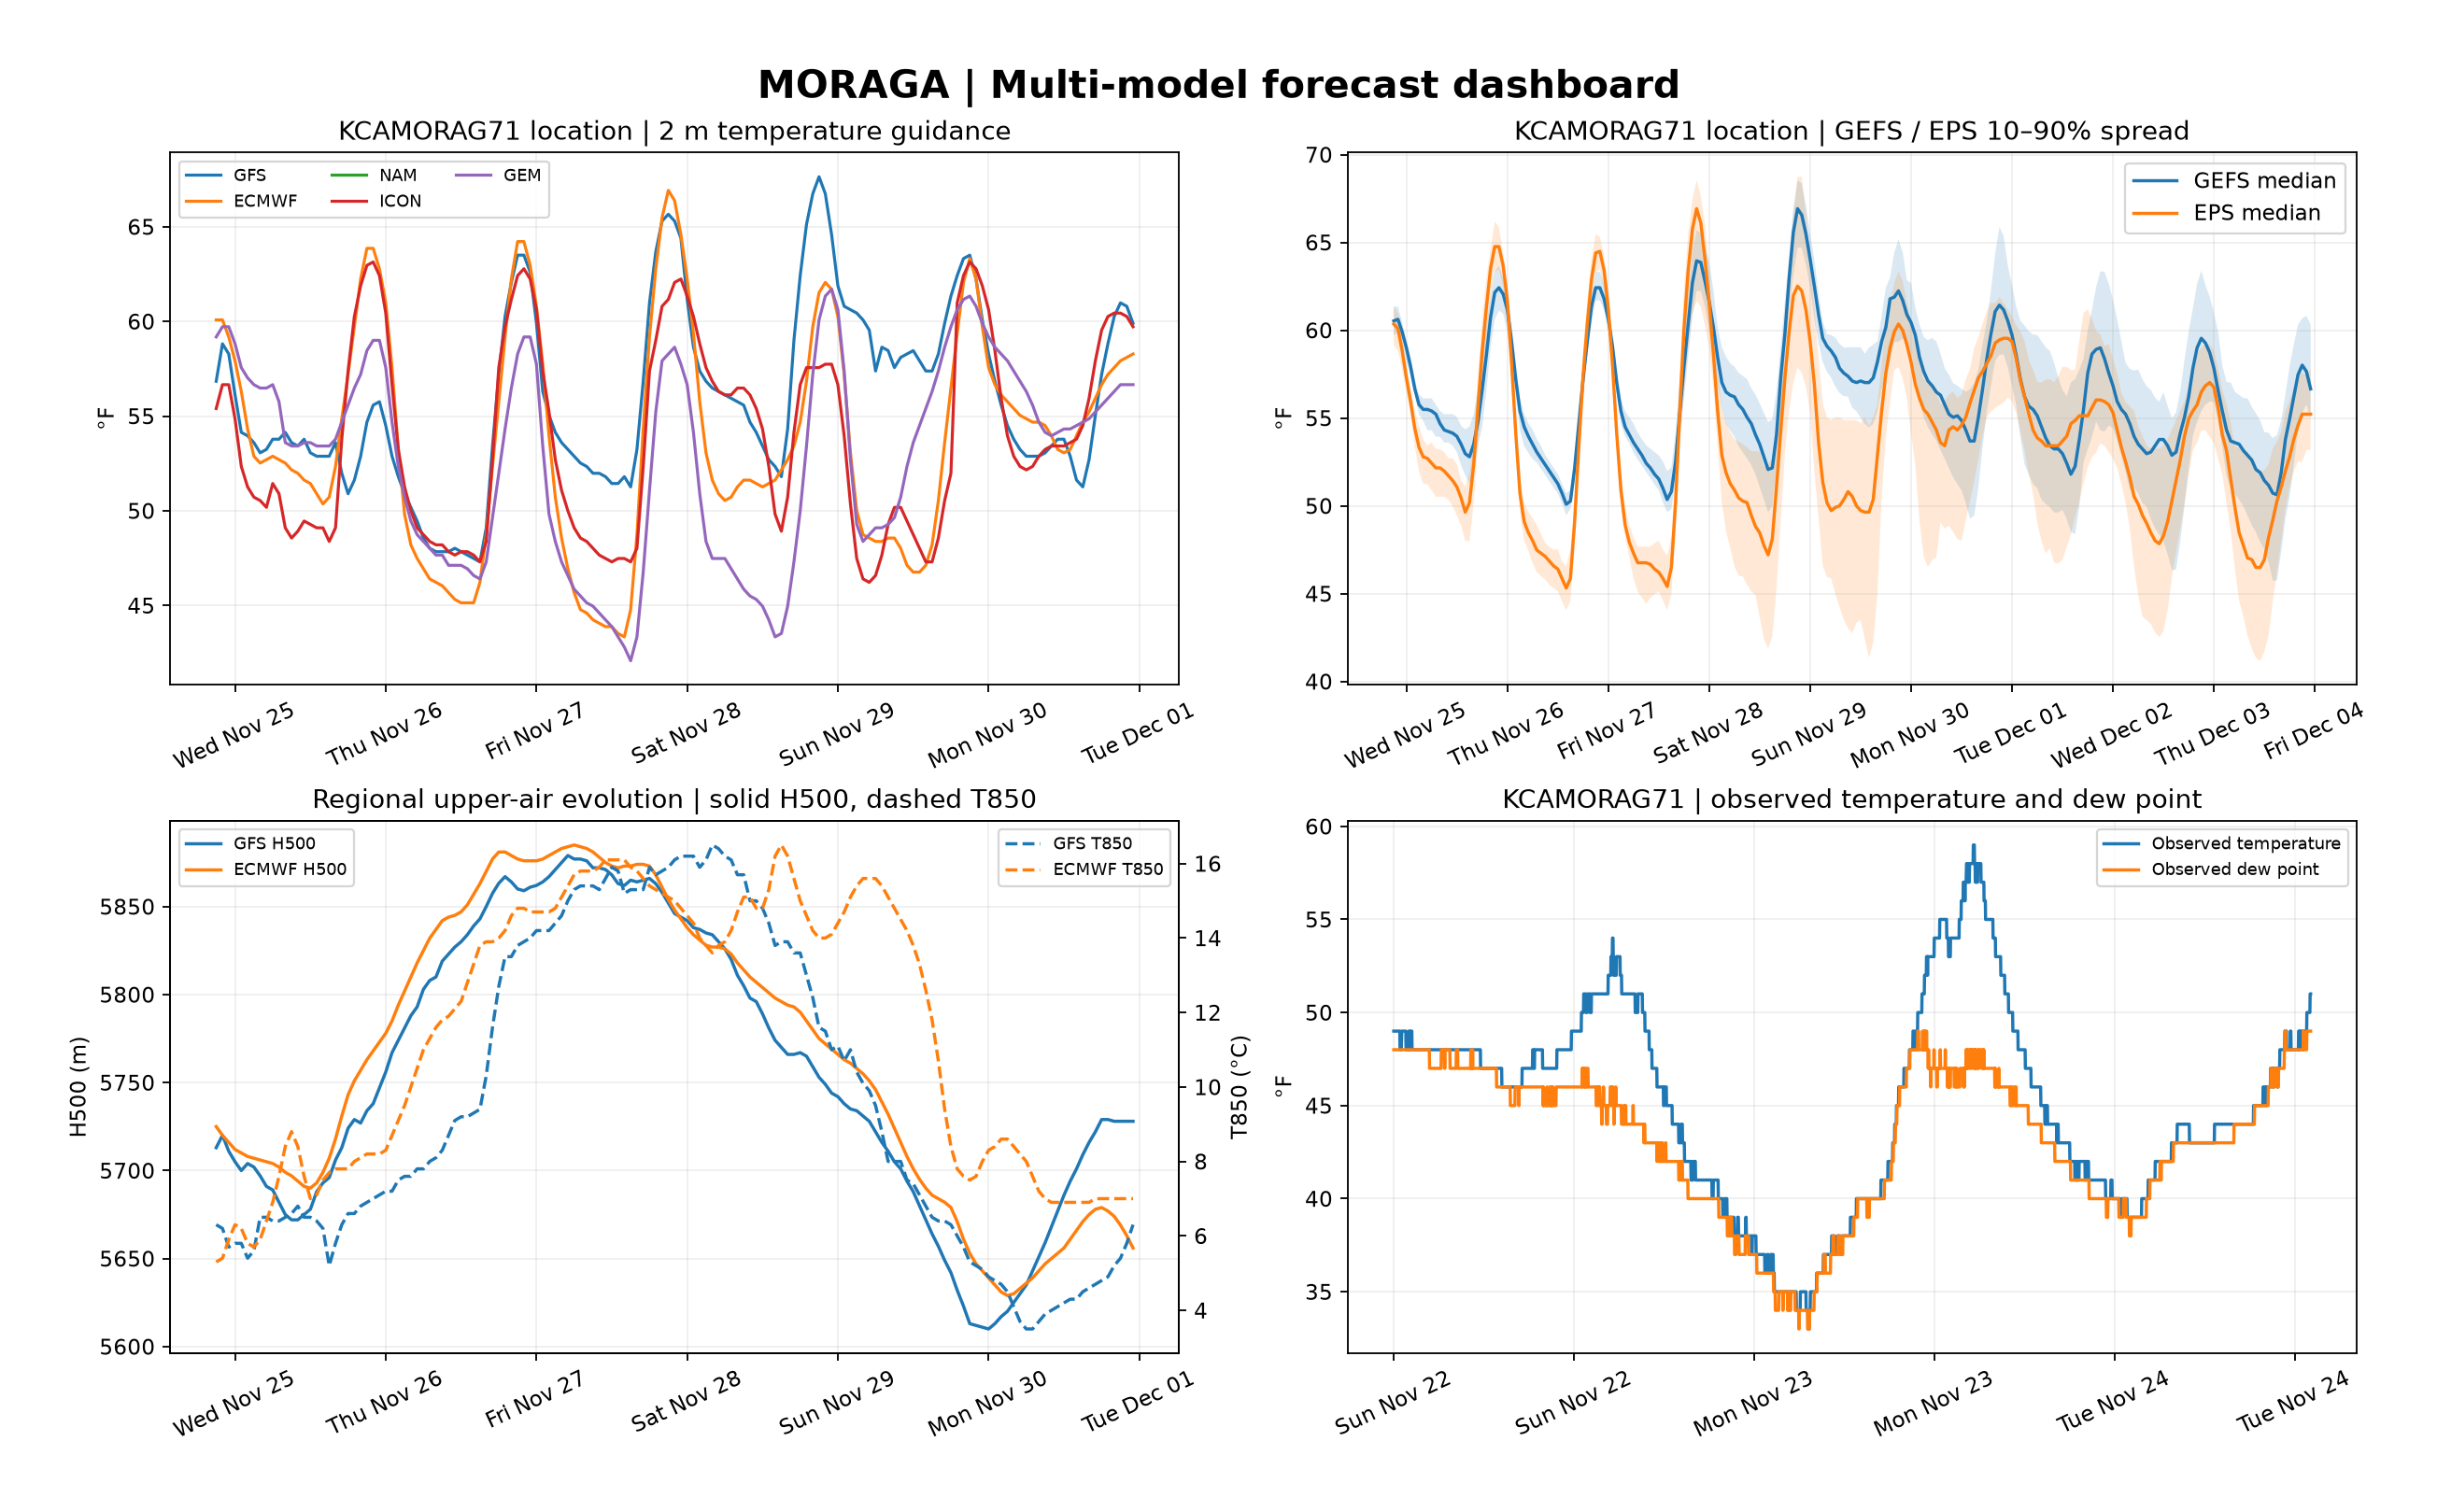 MORAGA | Multi-model forecast dashboard
KCAMORAG71 location | 2 m temperature guidance
GFS
ECMWF
NAM
ICON
GEM
65
60
55
50
45
°F
Wed Nov 25
Thu Nov 26
Fri Nov 27
Sat Nov 28
Sun Nov 29
Mon Nov 30
Tue Dec 01
KCAMORAG71 location | GEFS / EPS 10–90% spread
GEFS median
EPS median
70
65
60
55
50
45
40
°F
Wed Nov 25
Thu Nov 26
Fri Nov 27
Sat Nov 28
Sun Nov 29
Mon Nov 30
Tue Dec 01
Wed Dec 02
Thu Dec 03
Fri Dec 04
Regional upper-air evolution | solid H500, dashed T850
GFS H500
ECMWF H500
GFS T850
ECMWF T850
5850
5800
5750
5700
5650
5600
H500 (m)
16
14
12
10
8
6
4
T850 (°C)
Wed Nov 25
Thu Nov 26
Fri Nov 27
Sat Nov 28
Sun Nov 29
Mon Nov 30
Tue Dec 01
KCAMORAG71 | observed temperature and dew point
Observed temperature
Observed dew point
60
55
50
45
40
35
°F
Sun Nov 22
Sun Nov 22
Mon Nov 23
Mon Nov 23
Tue Nov 24
Tue Nov 24